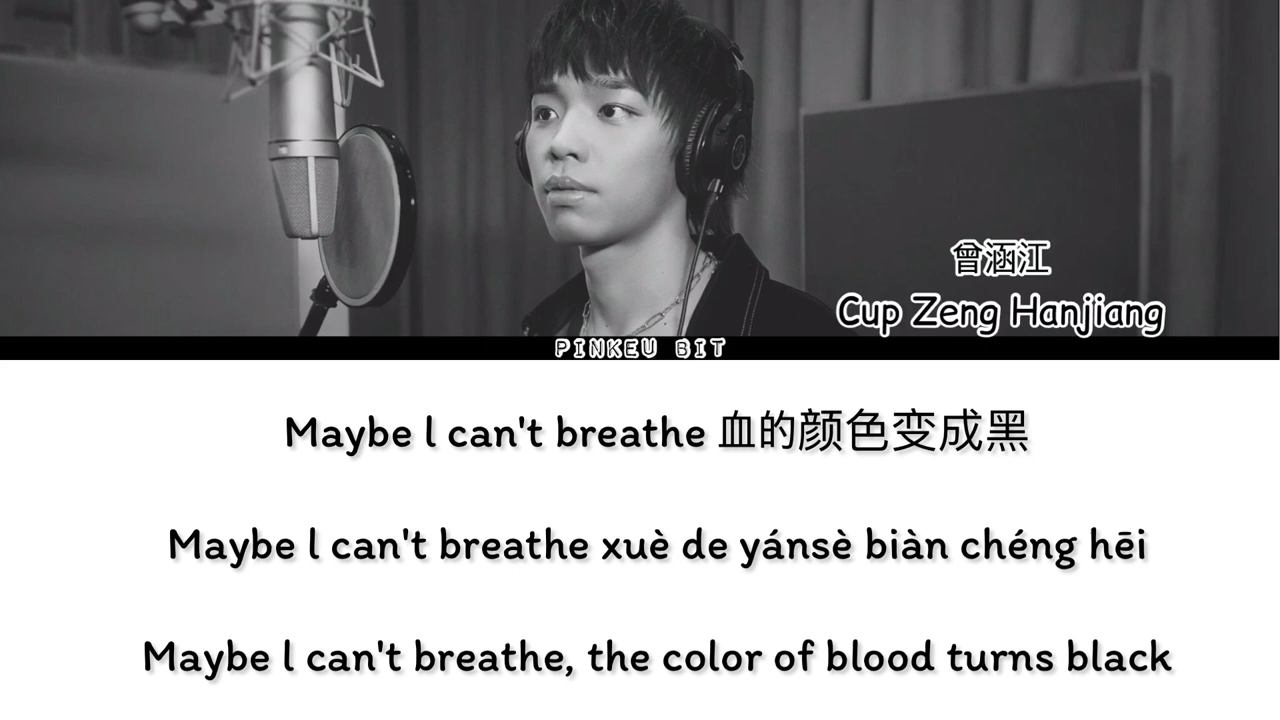 曾涵江
Cup Zeng Hanjiang
PINKEU BIT
Maybe l can't breathe 血的颜色变成黑
Maybe l can't breathe xuè de yánsè biàn chéng hēi
Maybe l can't breathe, the color of blood turns black